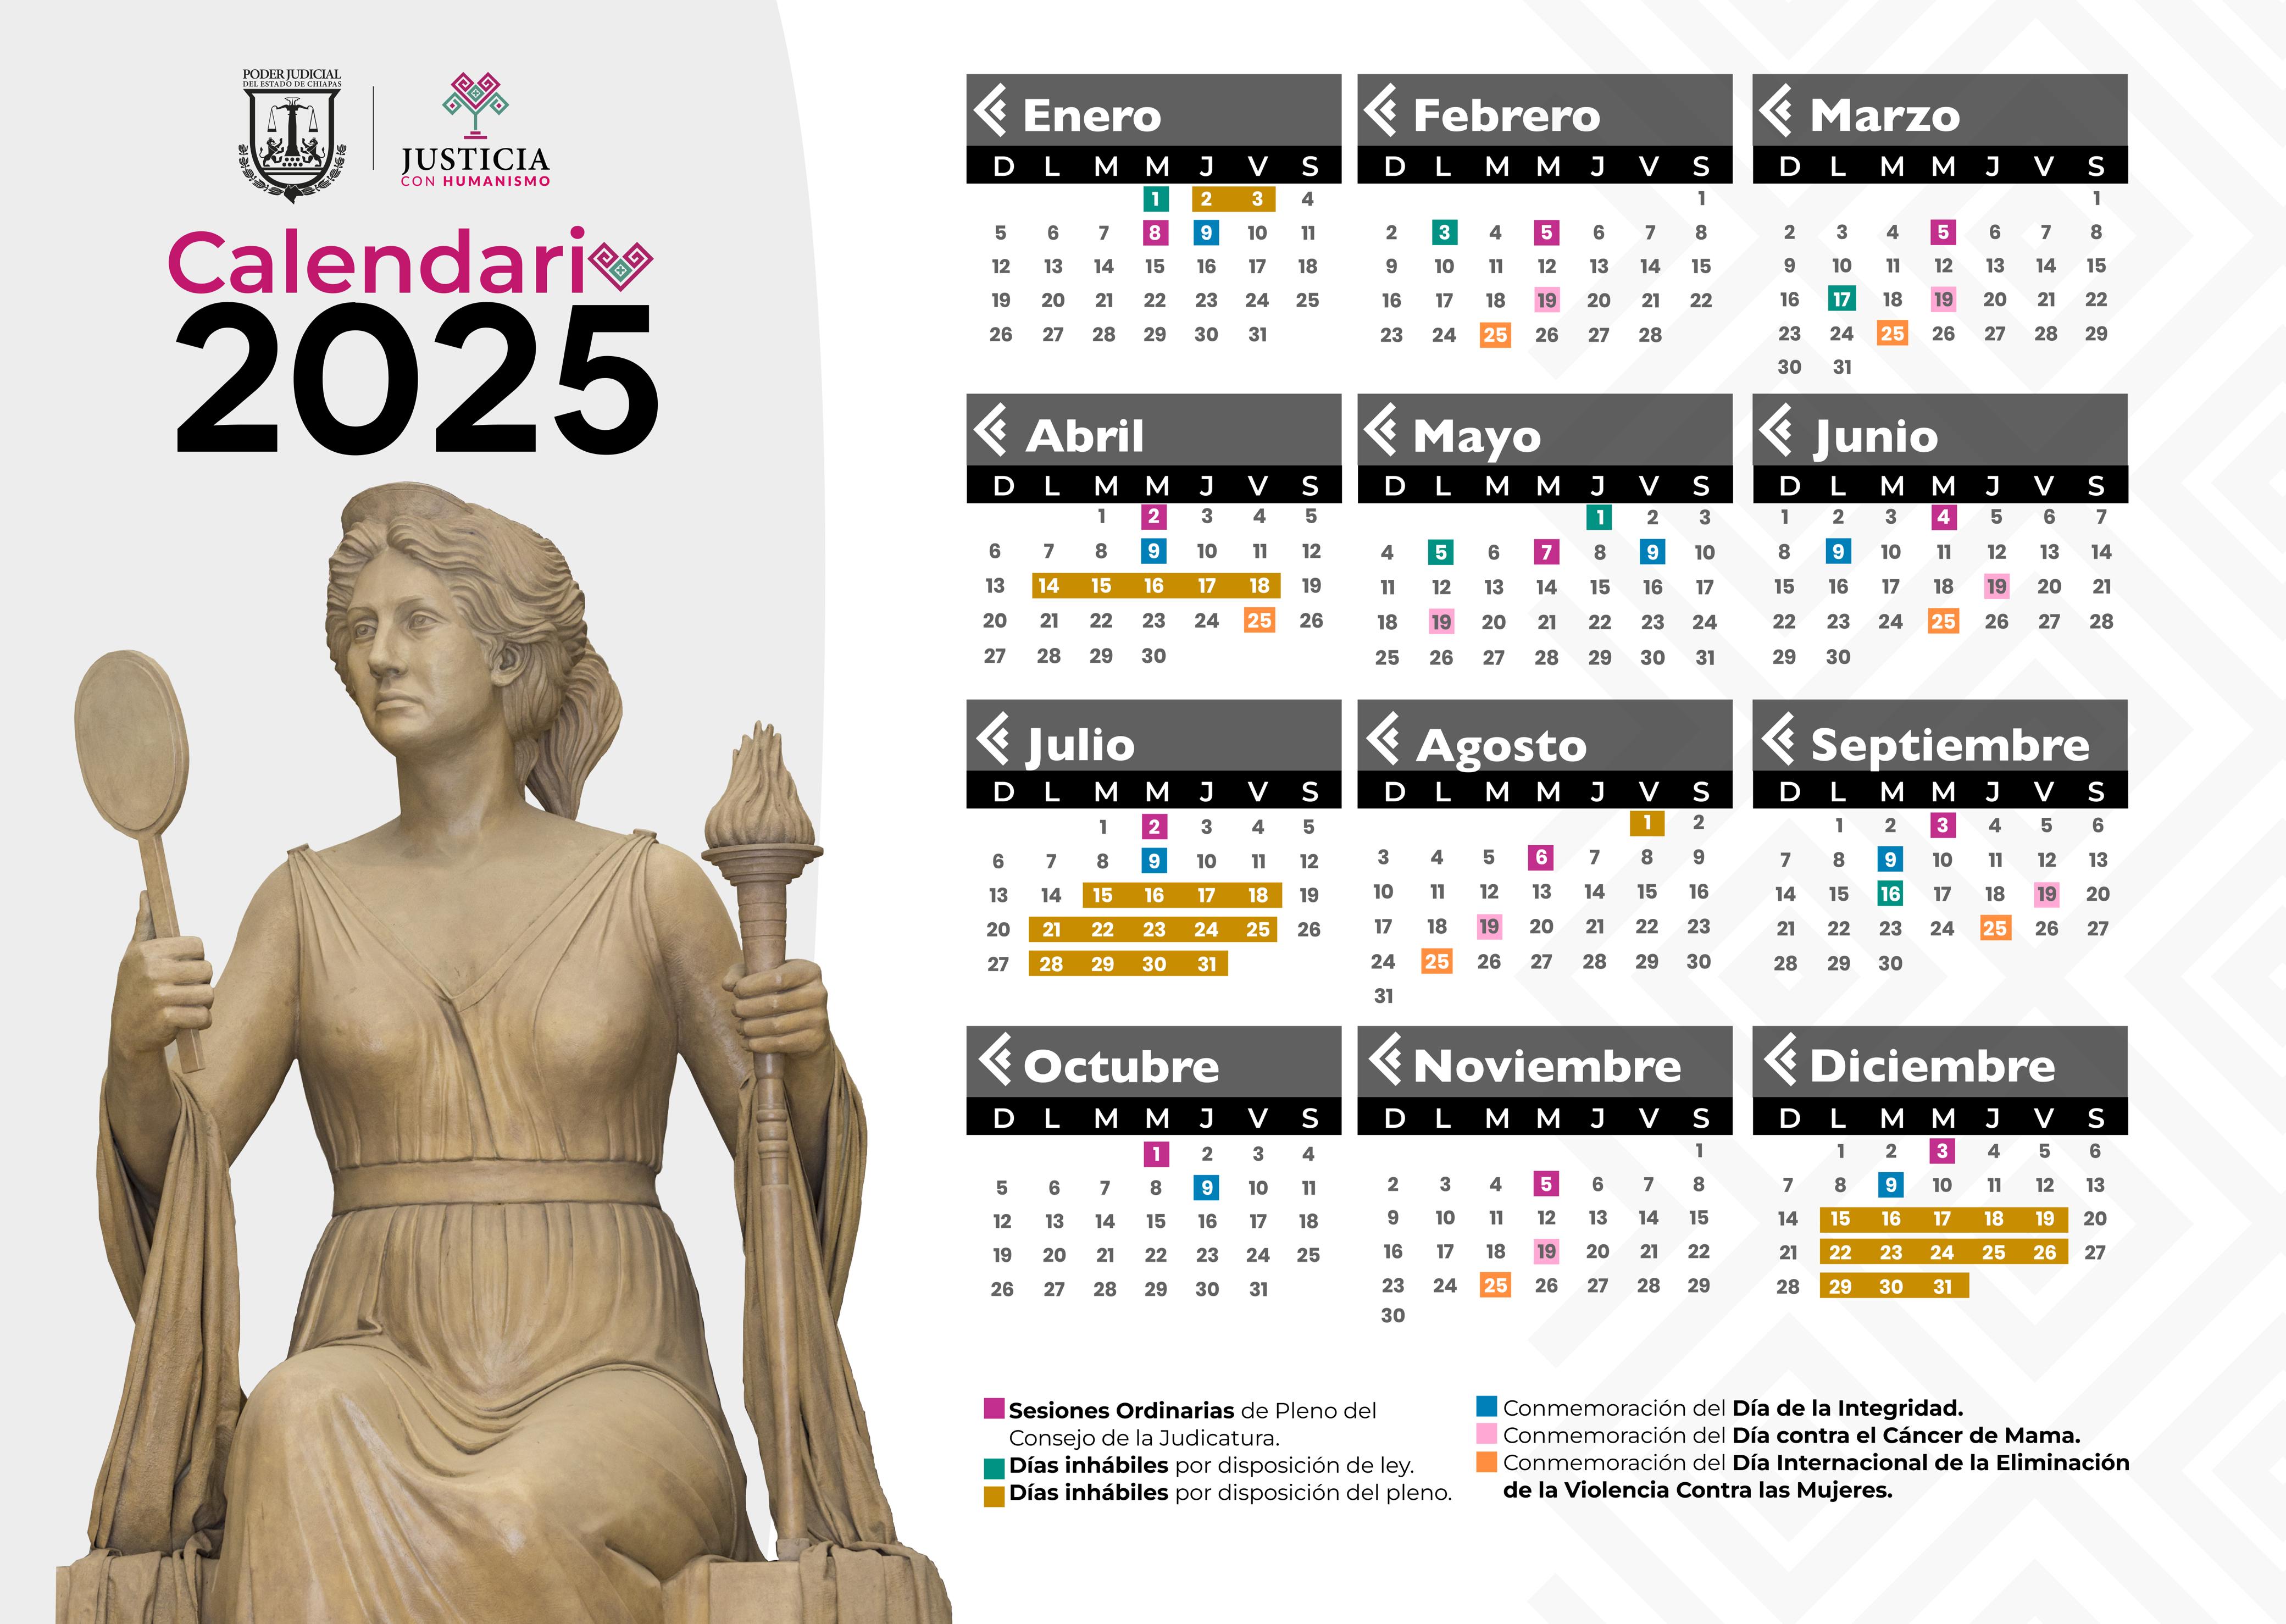 PODER JUDICIAL
DEL ESTADO DE CHIAPAS
JUSTICIA
CON HUMANISMO
Calendari
2025
Enero
D L M M J V S
1 2 3 4
5 6 7 8 9 10 11
12 13 14 15 16 17 18
19 20 21 22 23 24 25
26 27 28 29 30 31
Febrero
D L M M J V S
1
2 3 4 5 6 7 8
9 10 11 12 13 14 15
16 17 18 19 20 21 22
23 24 25 26 27 28
Marzo
D L M M J V S
1
2 3 4 5 6 7 8
9 10 11 12 13 14 15
16 17 18 19 20 21 22
23 24 25 26 27 28 29
30 31
Abril
D L M M J V S
1 2 3 4 5
6 7 8 9 10 11 12
13 14 15 16 17 18 19
20 21 22 23 24 25 26
27 28 29 30
Mayo
D L M M J V S
1 2 3
4 5 6 7 8 9 10
11 12 13 14 15 16 17
18 19 20 21 22 23 24
25 26 27 28 29 30 31
Junio
D L M M J V S
1 2 3 4 5 6 7
8 9 10 11 12 13 14
15 16 17 18 19 20 21
22 23 24 25 26 27 28
29 30
Julio
D L M M J V S
1 2 3 4 5
6 7 8 9 10 11 12
13 14 15 16 17 18 19
20 21 22 23 24 25 26
27 28 29 30 31
Agosto
D L M M J V S
1 2
3 4 5 6 7 8 9
10 11 12 13 14 15 16
17 18 19 20 21 22 23
24 25 26 27 28 29 30
31
Septiembre
D L M M J V S
1 2 3 4 5 6
7 8 9 10 11 12 13
14 15 16 17 18 19 20
21 22 23 24 25 26 27
28 29 30
Octubre
D L M M J V S
1 2 3 4
5 6 7 8 9 10 11
12 13 14 15 16 17 18
19 20 21 22 23 24 25
26 27 28 29 30 31
Noviembre
D L M M J V S
1
2 3 4 5 6 7 8
9 10 11 12 13 14 15
16 17 18 19 20 21 22
23 24 25 26 27 28 29
30
Diciembre
D L M M J V S
1 2 3 4 5 6
7 8 9 10 11 12 13
14 15 16 17 18 19 20
21 22 23 24 25 26 27
28 29 30 31
Sesiones Ordinarias de Pleno del
Consejo de la Judicatura.
Días inhábiles por disposición de ley.
Días inhábiles por disposición del pleno.
Conmemoración del Día de la Integridad.
Conmemoración del Día contra el Cáncer de Mama.
Conmemoración del Día Internacional de la Eliminación
de la Violencia Contra las Mujeres.